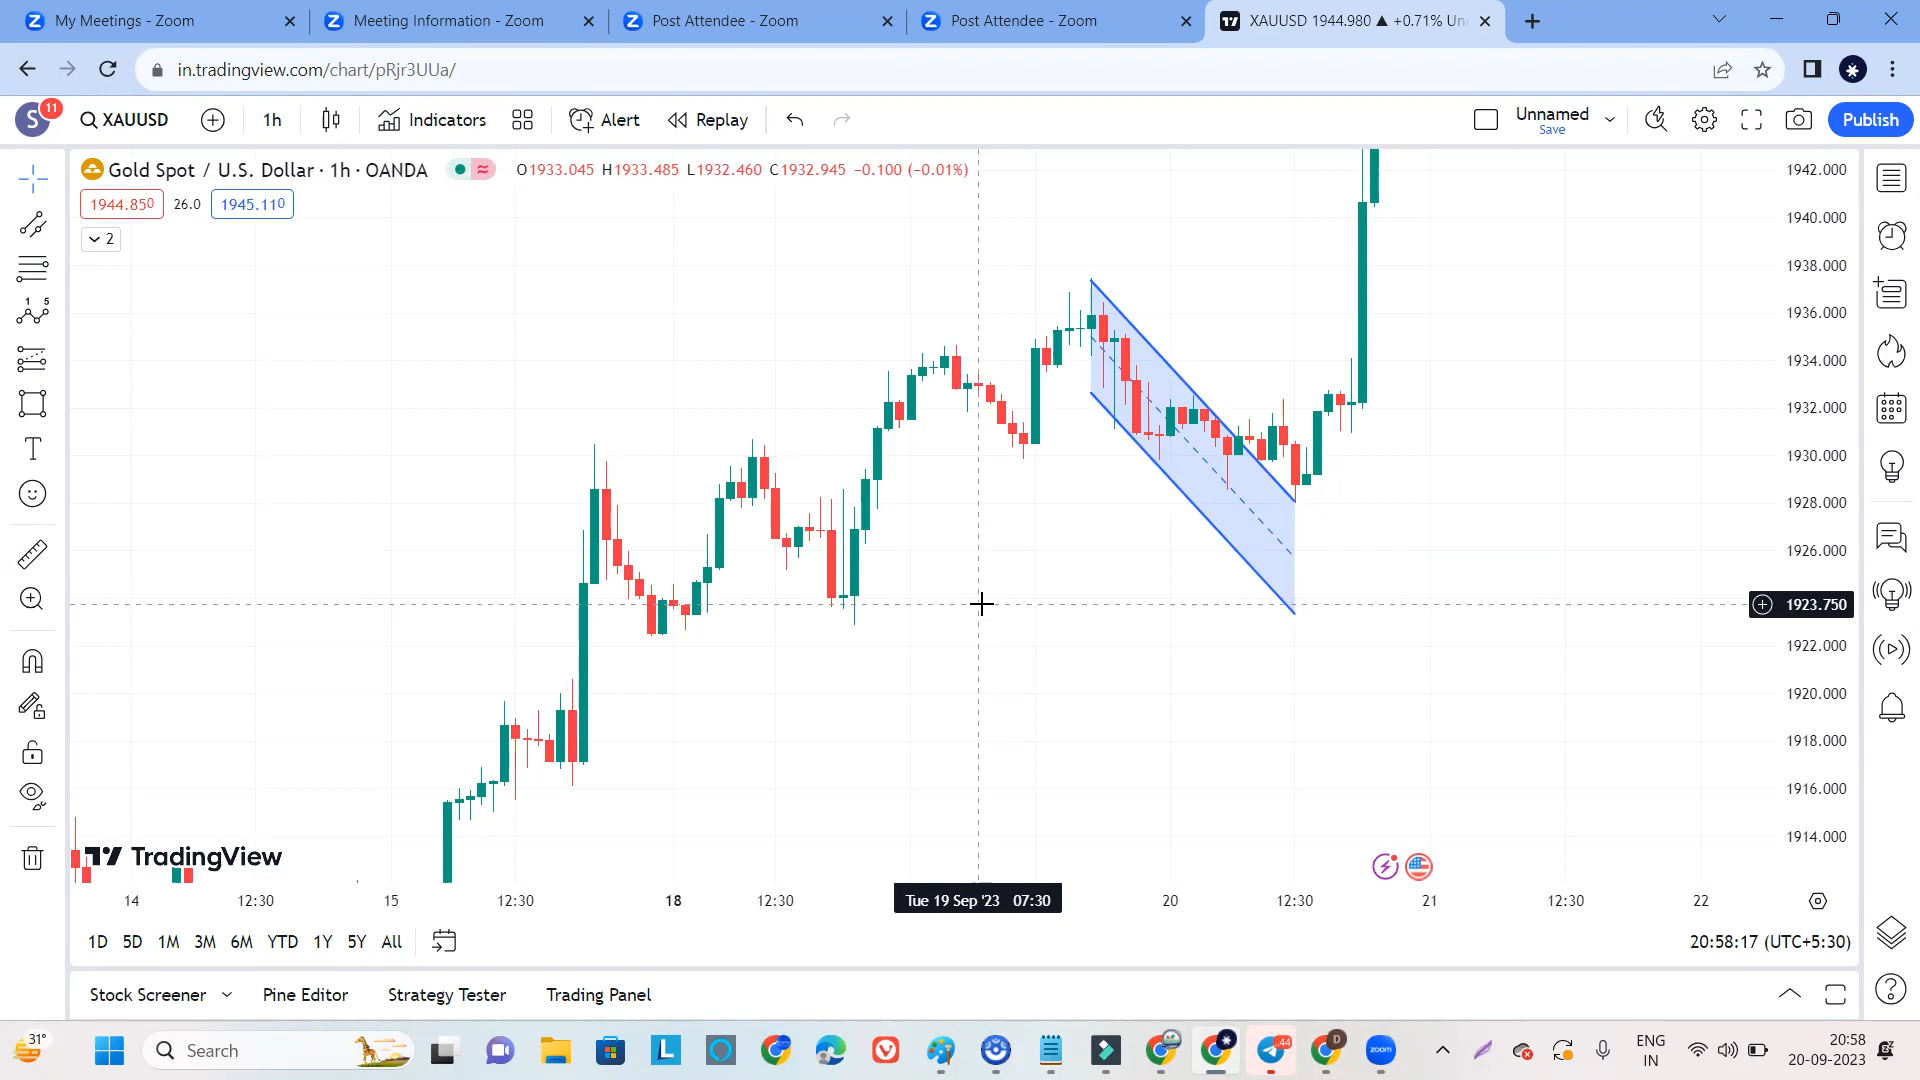 My Meetings - Zoom
Meeting Information - Zoom
Post Attendee - Zoom
Post Attendee - Zoom
XAUUSD 1944.980 ▲ +0.71% Un
in.tradingview.com/chart/pRjr3UUa/
S 11
XAUUSD
1h
Indicators
Alert
Replay
Unnamed
Save
Publish
Gold Spot / U.S. Dollar · 1h · OANDA
O1933.045 H1933.485 L1932.460 C1932.945 −0.100 (−0.01%)
1944.850 26.0 1945.110
2
1942.000
1940.000
1938.000
1936.000
1934.000
1932.000
1930.000
1928.000
1926.000
1923.750
1922.000
1920.000
1918.000
1916.000
1914.000
TradingView
14 12:30 15 12:30 18 12:30 Tue 19 Sep '23 07:30 20 12:30 21 12:30 22
1D 5D 1M 3M 6M YTD 1Y 5Y All
20:58:17 (UTC+5:30)
Stock Screener Pine Editor Strategy Tester Trading Panel
31°
Search
L
44
D
zoom
ENG
IN
20:58
20-09-2023